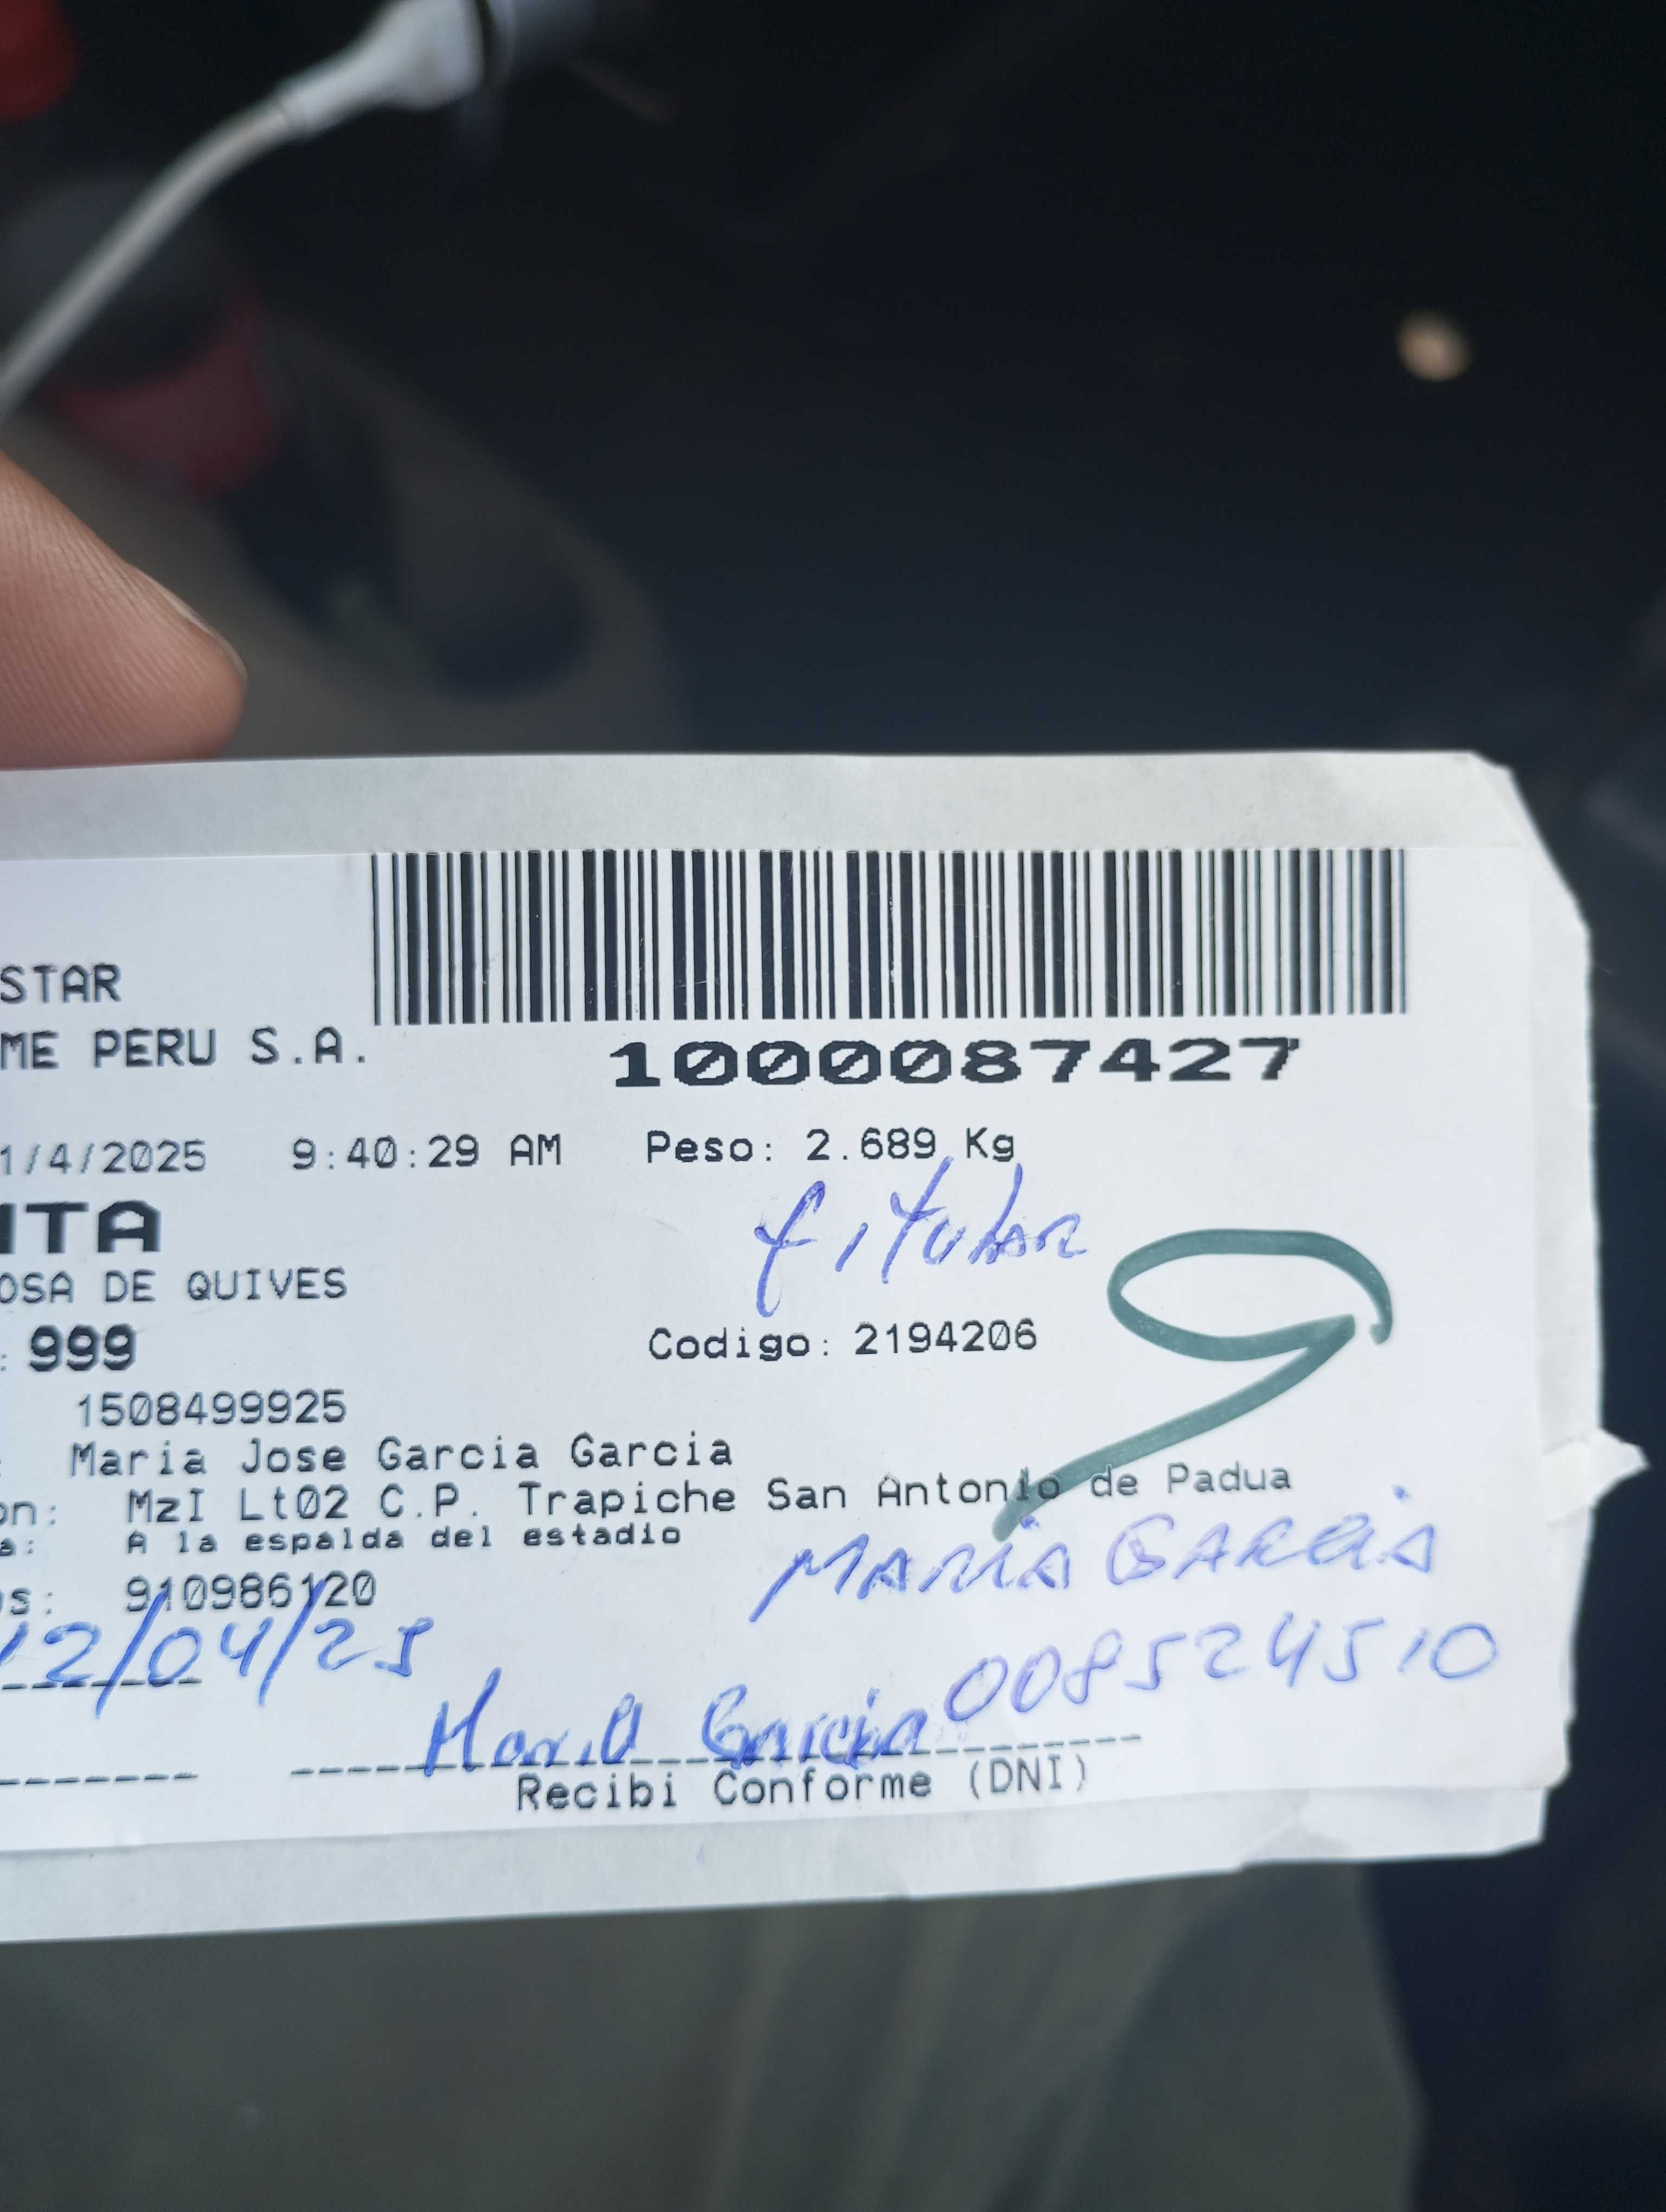 STAR
ME PERU S.A.
1000087427
1/4/2025 9:40:29 AM Peso: 2.689 Kg
ITA
titular
OSA DE QUIVES
: 999
Codigo: 2194206
9
1508499925
: Maria Jose Garcia Garcia
on: MzI Lt02 C.P. Trapiche San Antonio de Padua
a: A la espalda del estadio
MARIA GARCIA
os: 910986120
12/04/25
008524510
Maria Garcia
Recibi Conforme (DNI)